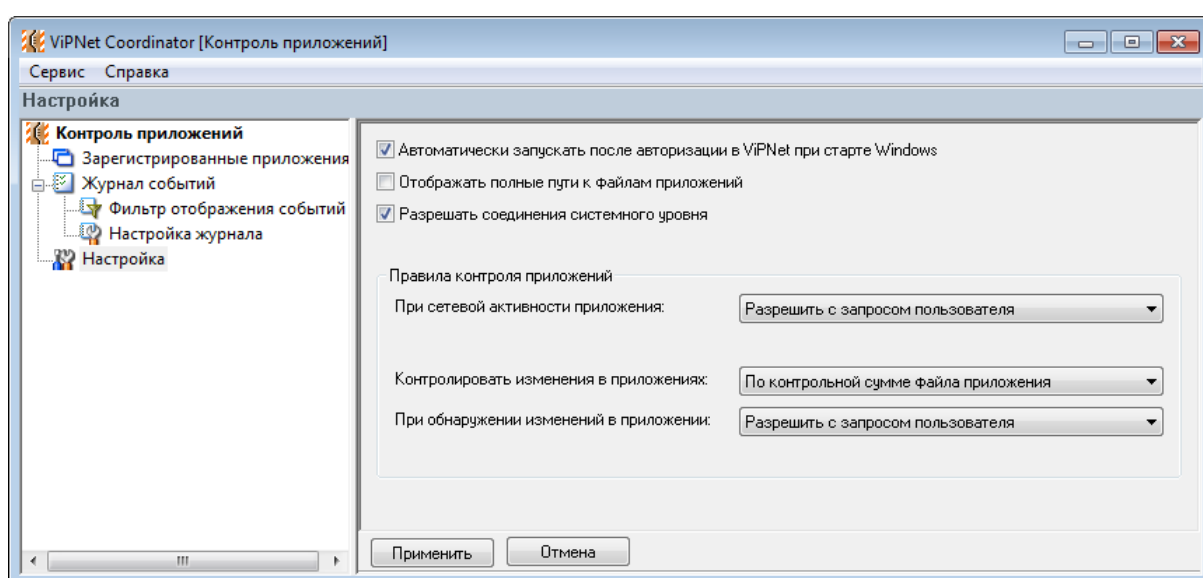 ViPNet Coordinator [Контроль приложений]
Сервис Справка
Настройка
Контроль приложений
Зарегистрированные приложения
Журнал событий
Фильтр отображения событий
Настройка журнала
Настройка
Автоматически запускать после авторизации в ViPNet при старте Windows
Отображать полные пути к файлам приложений
Разрешать соединения системного уровня
Правила контроля приложений
При сетевой активности приложения: Разрешить с запросом пользователя
Контролировать изменения в приложениях: По контрольной сумме файла приложения
При обнаружении изменений в приложении: Разрешить с запросом пользователя
Применить Отмена